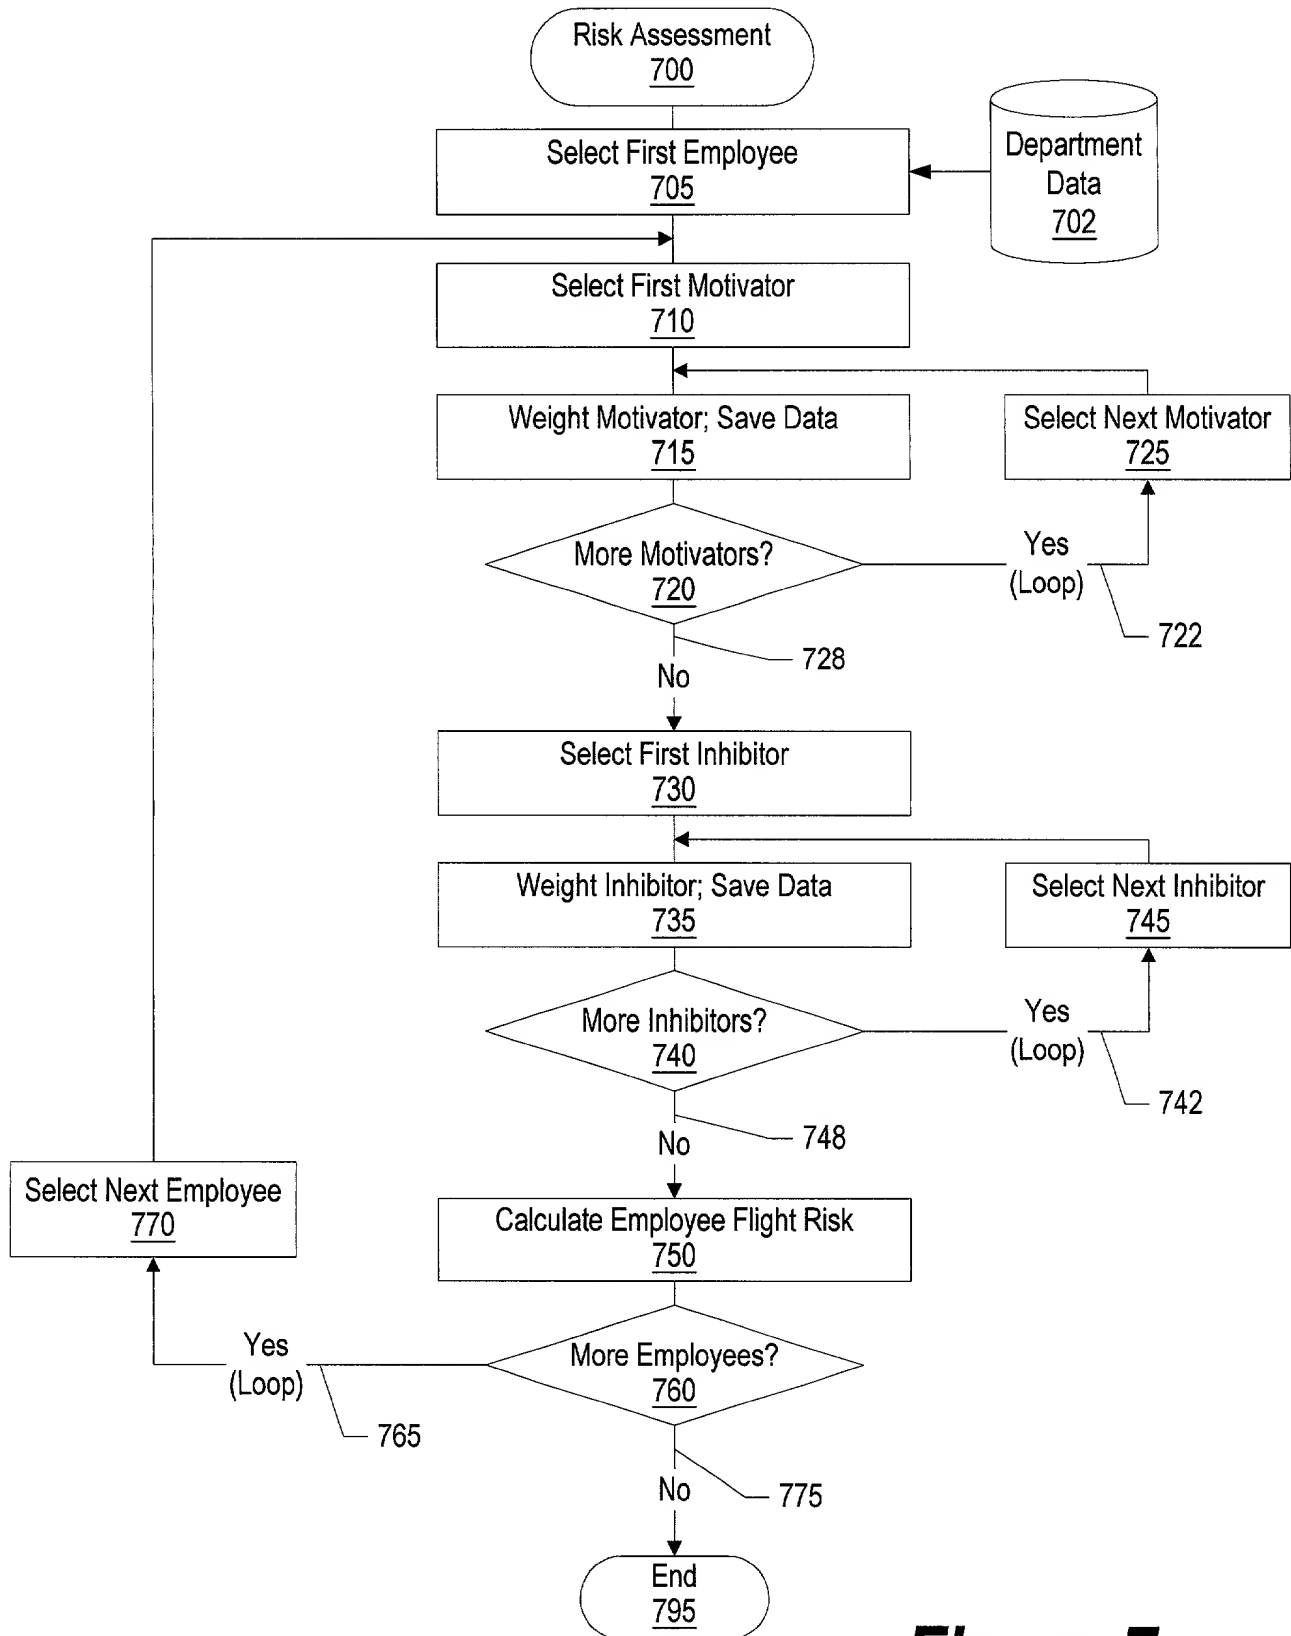 Risk Assessment
700
Department
Data
702
Select First Employee
705
Select First Motivator
710
Weight Motivator; Save Data
715
Select Next Motivator
725
More Motivators?
720
Yes
(Loop)
722
728
No
Select First Inhibitor
730
Weight Inhibitor; Save Data
735
Select Next Inhibitor
745
More Inhibitors?
740
Yes
(Loop)
742
748
No
Select Next Employee
770
Calculate Employee Flight Risk
750
More Employees?
760
Yes
(Loop)
765
775
No
End
795